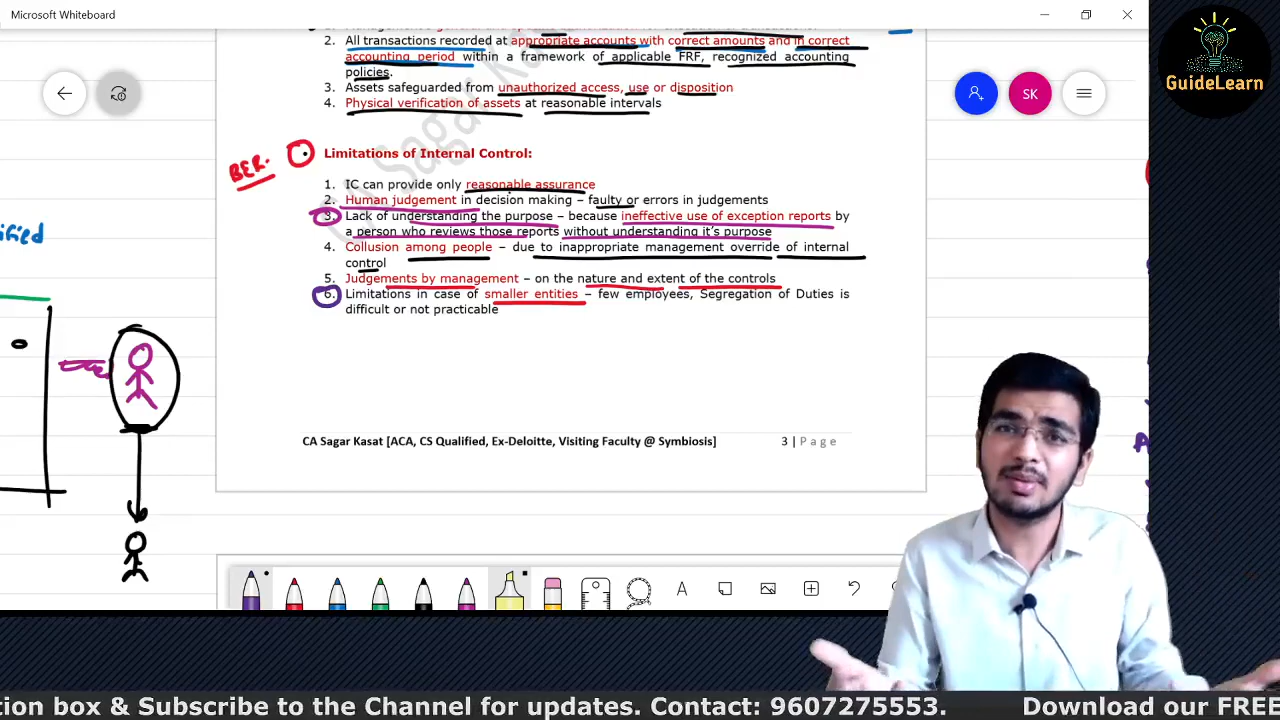 Microsoft Whiteboard
2. All transactions recorded at appropriate accounts with correct amounts and in correct
accounting period within a framework of applicable FRF, recognized accounting
policies.
3. Assets safeguarded from unauthorized access, use or disposition
4. Physical verification of assets at reasonable intervals
GuideLearn
SK
BER.
Limitations of Internal Control:
1. IC can provide only reasonable assurance
2. Human judgement in decision making – faulty or errors in judgements
3. Lack of understanding the purpose – because ineffective use of exception reports by
a person who reviews those reports without understanding it's purpose
4. Collusion among people – due to inappropriate management override of internal
control
5. Judgements by management – on the nature and extent of the controls
6. Limitations in case of smaller entities – few employees, Segregation of Duties is
difficult or not practicable
ified
CA Sagar Kasat [ACA, CS Qualified, Ex-Deloitte, Visiting Faculty @ Symbiosis]
3 | Page
CA Sagar Ka
A
tion box & Subscribe to the Channel for updates. Contact: 9607275553.
Download our FREE